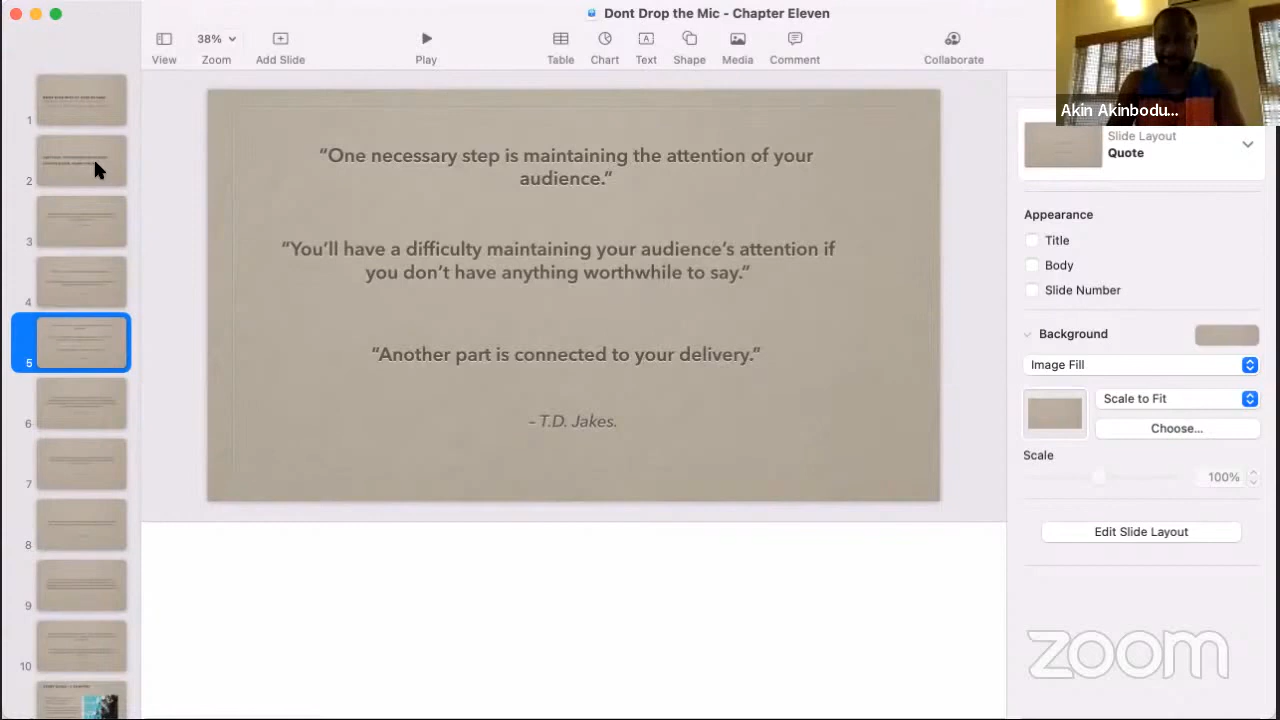 Dont Drop the Mic - Chapter Eleven
38%
View
Zoom
Add Slide
Play
Table
Chart
Text
Shape
Media
Comment
Collaborate
Akin Akinbodu...
1
2
3
4
5
6
7
8
9
10
“One necessary step is maintaining the attention of your
audience.”
“You’ll have a difficulty maintaining your audience’s attention if
you don’t have anything worthwhile to say.”
“Another part is connected to your delivery.”
– T.D. Jakes.
Slide Layout
Quote
Appearance
Title
Body
Slide Number
Background
Image Fill
Scale to Fit
Choose...
Scale
100%
Edit Slide Layout
zoom